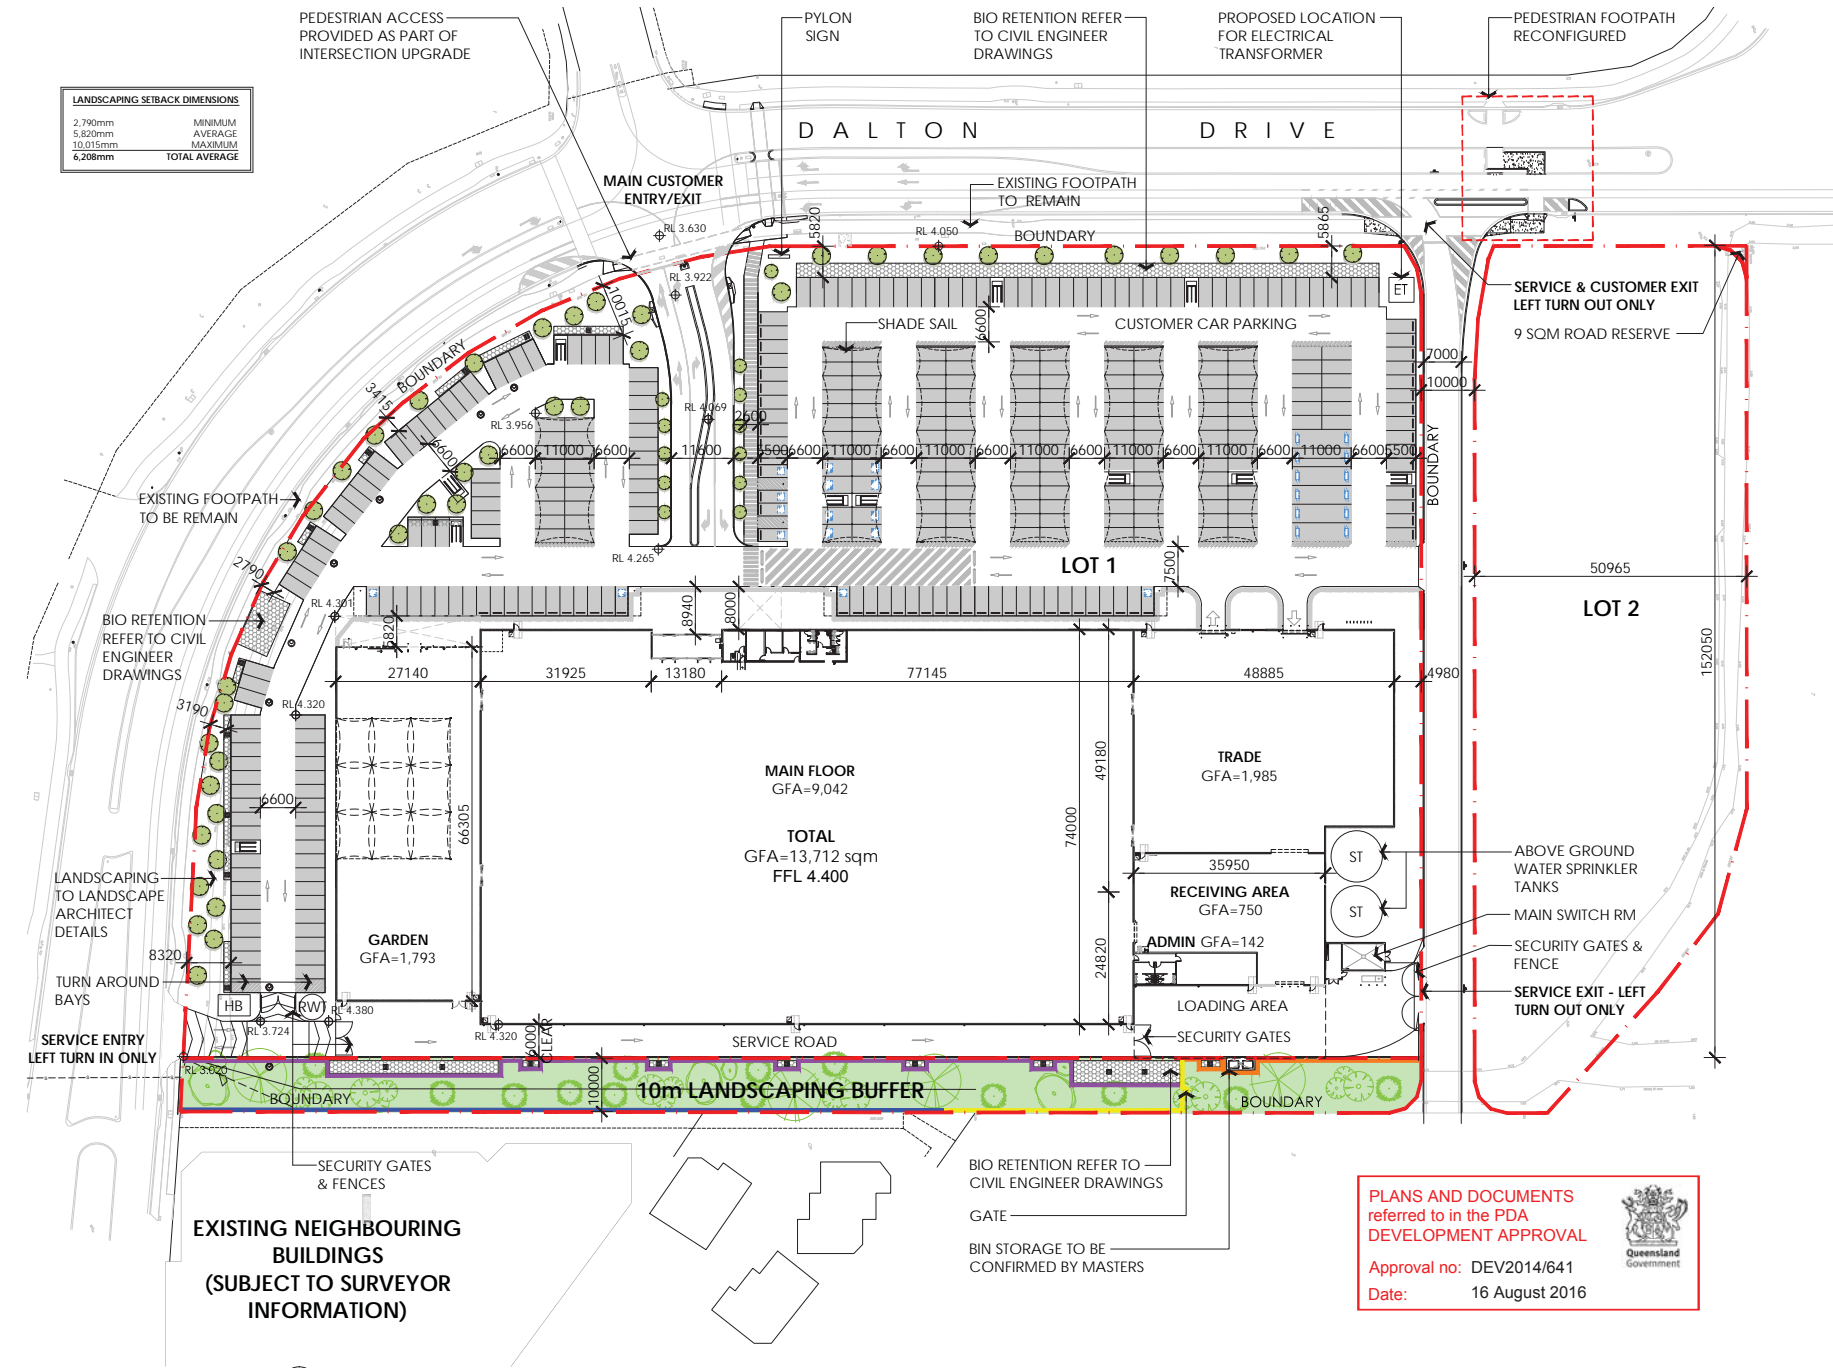 PEDESTRIAN ACCESS
PROVIDED AS PART OF
INTERSECTION UPGRADE
PYLON
SIGN
BIO RETENTION REFER
TO CIVIL ENGINEER
DRAWINGS
PROPOSED LOCATION
FOR ELECTRICAL
TRANSFORMER
PEDESTRIAN FOOTPATH
RECONFIGURED
LANDSCAPING SETBACK DIMENSIONS
2,790mm MINIMUM
5,820mm AVERAGE
10,015mm MAXIMUM
6,208mm TOTAL AVERAGE
DALTON DRIVE
MAIN CUSTOMER
ENTRY/EXIT
EXISTING FOOTPATH
TO REMAIN
RL 3.630
5820
RL 4.050
BOUNDARY
5865
RL 3.922
10015
ET
SERVICE & CUSTOMER EXIT
LEFT TURN OUT ONLY
9 SQM ROAD RESERVE
SHADE SAIL
6600
CUSTOMER CAR PARKING
BOUNDARY
7000
10000
3415
RL 3.956
RL 4.069
2600
6600
6600 11000 6600 11600 5500 6600 11000 6600 11000 6600 11000 6600 11000 6600 11000 6600 11000 6600 5500
BOUNDARY
EXISTING FOOTPATH
TO BE REMAIN
RL 4.265
LOT 1
7500
2790
50965
LOT 2
RL 4.301
BIO RETENTION
REFER TO CIVIL
ENGINEER
DRAWINGS
5820
8940
8000
152050
27140 31925 13180 77145 48885 4980
3190
RL 4.320
MAIN FLOOR
GFA=9,042
TOTAL
GFA=13,712 sqm
FFL 4.400
TRADE
GFA=1,985
49180
74000
66305
6600
35950
ST
ST
ABOVE GROUND
WATER SPRINKLER
TANKS
LANDSCAPING
TO LANDSCAPE
ARCHITECT
DETAILS
RECEIVING AREA
GFA=750
MAIN SWITCH RM
GARDEN
GFA=1,793
ADMIN GFA=142
24820
SECURITY GATES &
FENCE
8320
TURN AROUND
BAYS
HB
RWT
RL 4.380
LOADING AREA
SERVICE EXIT - LEFT
TURN OUT ONLY
RL 3.724
RL 4.320
6000
CLEAR
SERVICE ROAD
SECURITY GATES
SERVICE ENTRY
LEFT TURN IN ONLY
RL 3.020
BOUNDARY
10000
10m LANDSCAPING BUFFER
BOUNDARY
SECURITY GATES
& FENCES
BIO RETENTION REFER TO
CIVIL ENGINEER DRAWINGS
GATE
BIN STORAGE TO BE
CONFIRMED BY MASTERS
EXISTING NEIGHBOURING
BUILDINGS
(SUBJECT TO SURVEYOR
INFORMATION)
PLANS AND DOCUMENTS
referred to in the PDA
DEVELOPMENT APPROVAL
Approval no: DEV2014/641
Date: 16 August 2016
Queensland
Government